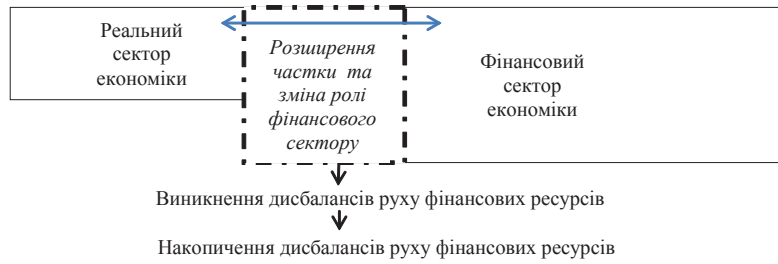 Реальний
сектор
економіки
Розширення
частки та
зміна ролі
фінансового
сектору
Фінансовий
сектор
економіки
Виникнення дисбалансів руху фінансових ресурсів
Накопичення дисбалансів руху фінансових ресурсів